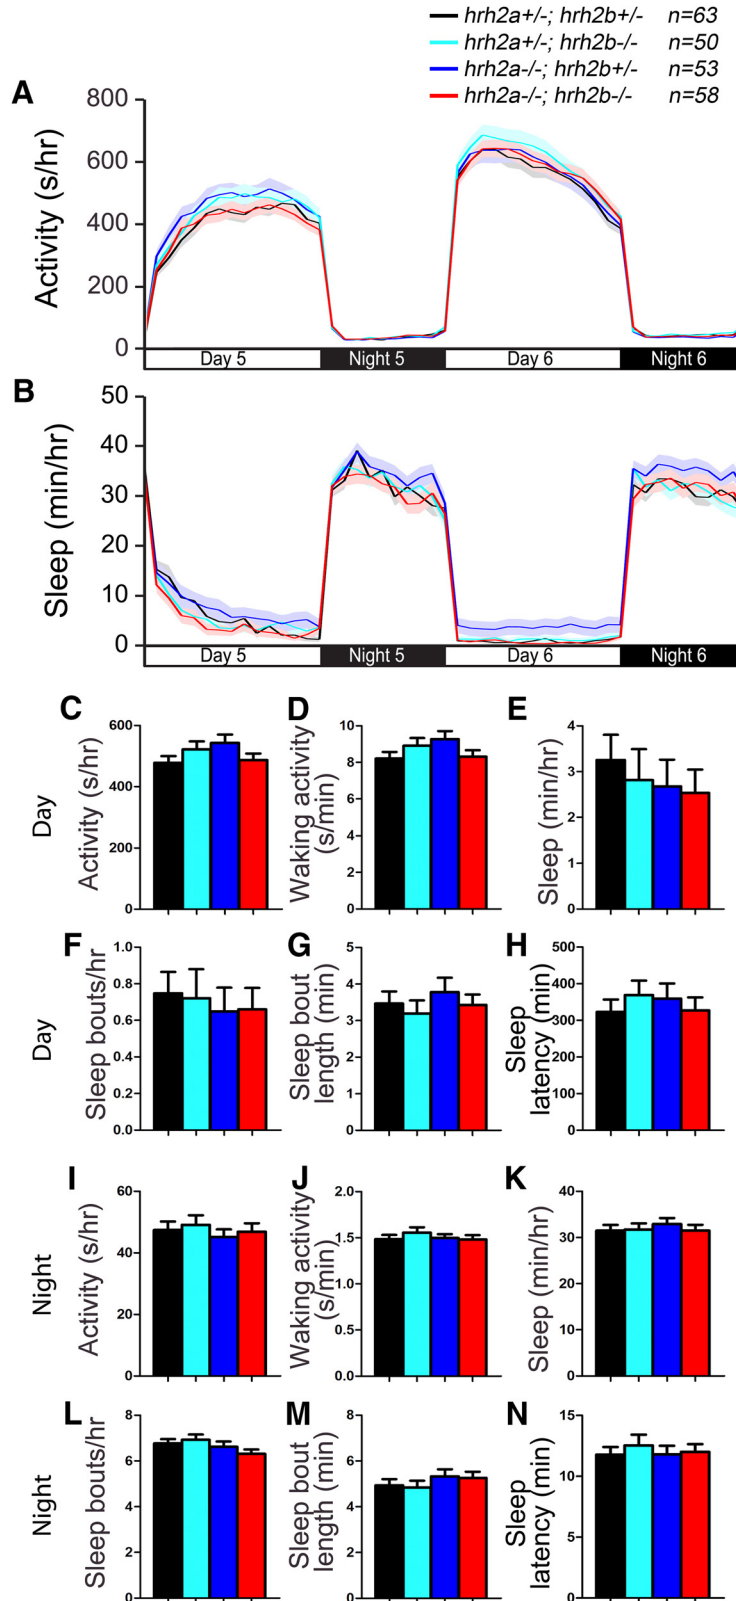 hrh2a+/-; hrh2b+/- n=63
hrh2a+/-; hrh2b-/- n=50
hrh2a-/-; hrh2b+/- n=53
hrh2a-/-; hrh2b-/- n=58
A
Activity (s/hr)
800
600
400
200
0
Day 5 Night 5 Day 6 Night 6
B
Sleep (min/hr)
50
40
30
20
10
0
Day 5 Night 5 Day 6 Night 6
Day
C
Activity (s/hr)
600
400
200
0
D
Waking activity
(s/min)
10
8
6
4
2
0
E
Sleep (min/hr)
4
3
2
1
0
Day
F
Sleep bouts/hr
1.0
0.8
0.6
0.4
0.2
0.0
G
Sleep bout
length (min)
5
4
3
2
1
0
H
Sleep
latency (min)
500
400
300
200
100
0
Night
I
Activity (s/hr)
60
40
20
0
J
Waking activity
(s/min)
2.0
1.5
1.0
0.5
0.0
K
Sleep (min/hr)
40
30
20
10
0
Night
L
Sleep bouts/hr
8
6
4
2
0
M
Sleep bout
length (min)
8
6
4
2
0
N
Sleep
latency (min)
15
10
5
0